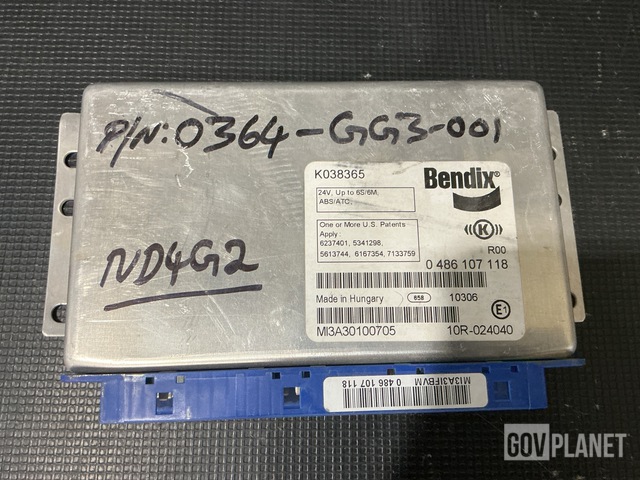 P/N: 0364-GG3-001
ND4G2
K038365
Bendix®
24V, Up to 6S/6M,
ABS/ATC,
One or More U.S. Patents
Apply :
6237401, 5341298,
5613744, 6167354, 7133759
K
R00
0 486 107 118
Made in Hungary
658
10306
E1
MI3A30100705
10R-024040
MI3A31FBVM
0 486 107 118
GOVPLANET